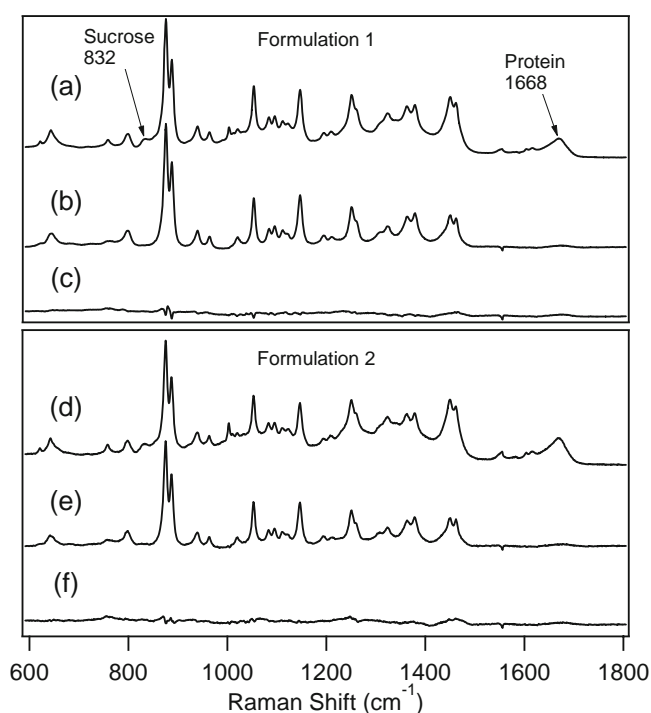 Sucrose
832
Formulation 1
Protein
1668
(a)
(b)
(c)
Formulation 2
(d)
(e)
(f)
600 800 1000 1200 1400 1600 1800
Raman Shift (cm⁻¹)